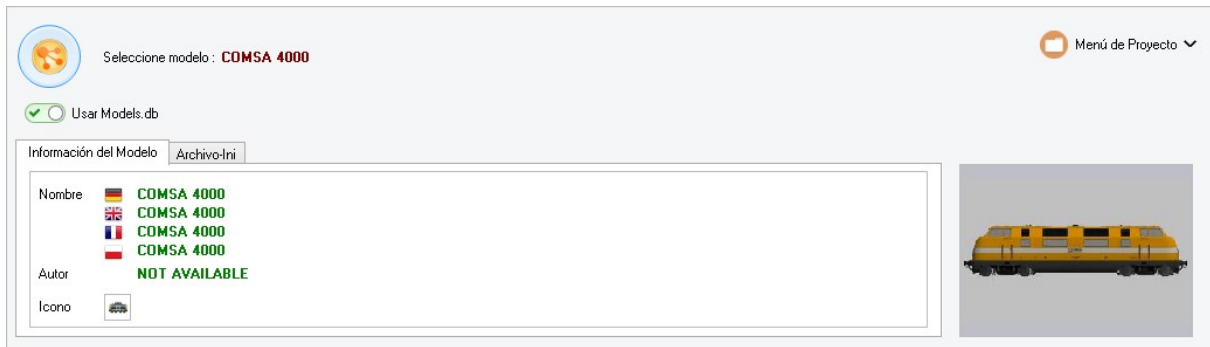 Seleccione modelo : COMSA 4000
Menú de Proyecto
Usar Models.db
Información del Modelo
Archivo-Ini
Nombre
COMSA 4000
COMSA 4000
COMSA 4000
COMSA 4000
Autor
NOT AVAILABLE
Icono